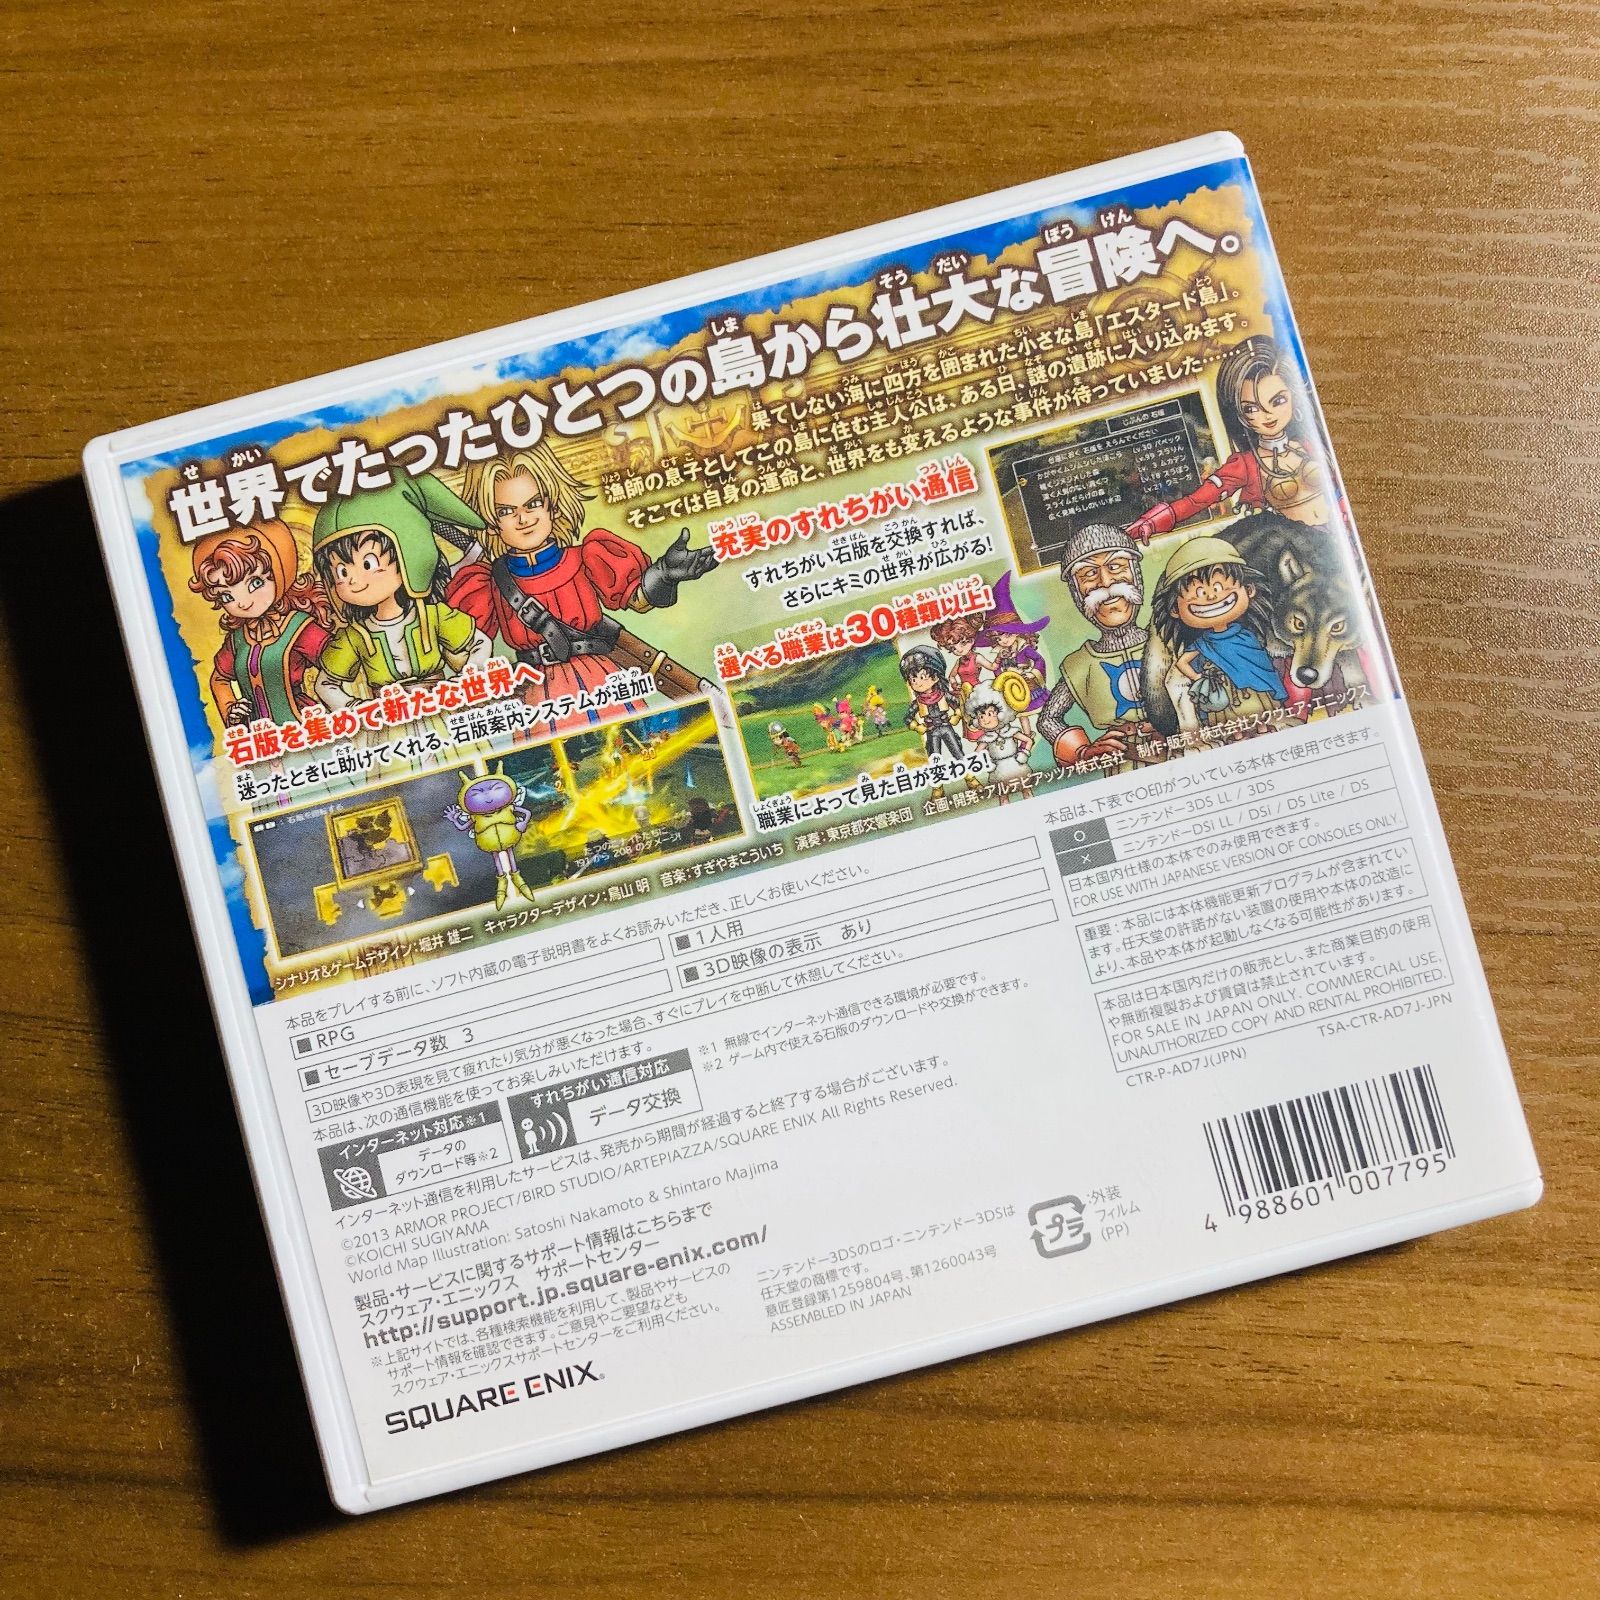 世界でたったひとつの島から壮大な冒険へ。
果てしない海に四方を囲まれた小さな島「エスタード島」。
漁師の息子としてこの島に住む主人公は、ある日、謎の遺跡に入り込みます。
そこでは自身の運命と、世界をも変えるような事件が待っていました……!
充実のすれちがい通信
すれちがい石版を交換すれば、
さらにキミの世界が広がる!
じぶんの 石版
石版を集めて新たな世界へ
迷ったときに助けてくれる、石版案内システムが追加!
選べる職業は30種類以上!
職業によって見た目が変わる!
シナリオ&ゲームデザイン:堀井 雄二 キャラクターデザイン:鳥山 明 音楽:すぎやまこういち 演奏:東京都交響楽団 企画・開発:アルテピアッツァ株式会社 制作・販売:株式会社スクウェア・エニックス
本品をプレイする前に、ソフト内蔵の電子説明書をよくお読みいただき、正しくお使いください。
■RPG
■1人用
■セーブデータ数 3
■3D映像の表示 あり
3D映像や3D表現を見て疲れたり気分が悪くなった場合、すぐにプレイを中断して休憩してください。
本品は、次の通信機能を使ってお楽しみいただけます。
インターネット対応※1
データの
ダウンロード等※2
すれちがい通信対応
データ交換
※1 無線でインターネット通信できる環境が必要です。
※2 ゲーム内で使える石版のダウンロードや交換ができます。
インターネット通信を利用したサービスは、発売から期間が経過すると終了する場合がございます。
©2013 ARMOR PROJECT/BIRD STUDIO/ARTEPIAZZA/SQUARE ENIX All Rights Reserved.
©KOICHI SUGIYAMA
World Map Illustration: Satoshi Nakamoto & Shintaro Majima
製品・サービスに関するサポート情報はこちらまで
スクウェア・エニックス サポートセンター
http://support.jp.square-enix.com/
※上記サイトでは、各種検索機能を利用して、製品やサービスの
サポート情報を確認できます。ご意見やご要望なども
スクウェア・エニックスサポートセンターをご利用ください。
SQUARE ENIX®
本品は、下表で○印がついている本体で使用できます。
○ ニンテンドー3DS LL / 3DS
× ニンテンドーDSi LL / DSi / DS Lite / DS
日本国内仕様の本体でのみ使用できます。
FOR USE WITH JAPANESE VERSION OF CONSOLES ONLY.
重要:本品には本体機能更新プログラムが含まれてい
ます。任天堂の許諾がない装置の使用や本体の改造に
より、本品や本体が起動しなくなる可能性があります。
本品は日本国内だけの販売とし、また商業目的の使用
や無断複製および賃貸は禁止されています。
FOR SALE IN JAPAN ONLY. COMMERCIAL USE,
UNAUTHORIZED COPY AND RENTAL PROHIBITED.
CTR-P-AD7J(JPN) TSA-CTR-AD7J-JPN
4 988601 007795
プラ
:外装
フィルム
(PP)
ニンテンドー3DSのロゴ・ニンテンドー3DSは
任天堂の商標です。
意匠登録第1259804号、第1260043号
ASSEMBLED IN JAPAN